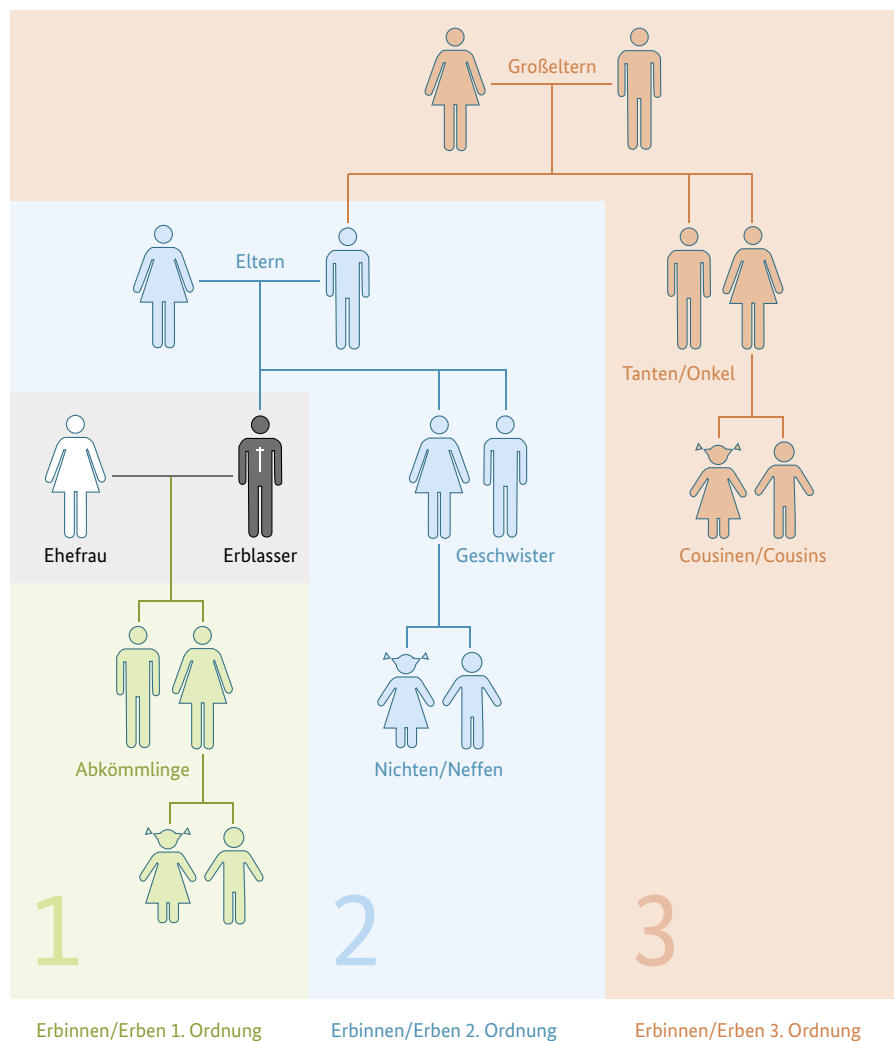 Großeltern
Eltern
Tanten/Onkel
Ehefrau
Erblasser
Geschwister
Cousinen/Cousins
Abkömmlinge
Nichten/Neffen
1
2
3
Erbinnen/Erben 1. Ordnung
Erbinnen/Erben 2. Ordnung
Erbinnen/Erben 3. Ordnung